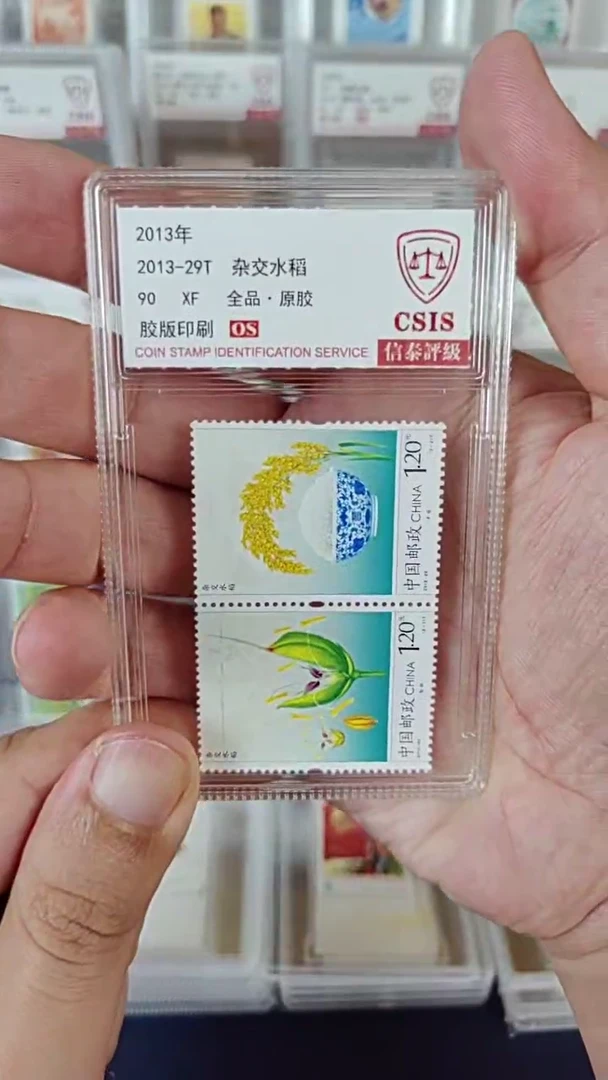 2013年
2013-29T 杂交水稻
90 XF 全品·原胶
胶版印刷 OS
COIN STAMP IDENTIFICATION SERVICE
CSIS
信泰評級
1.20元
中国邮政 CHINA
杂交水稻
1.20元
中国邮政 CHINA
杂交水稻